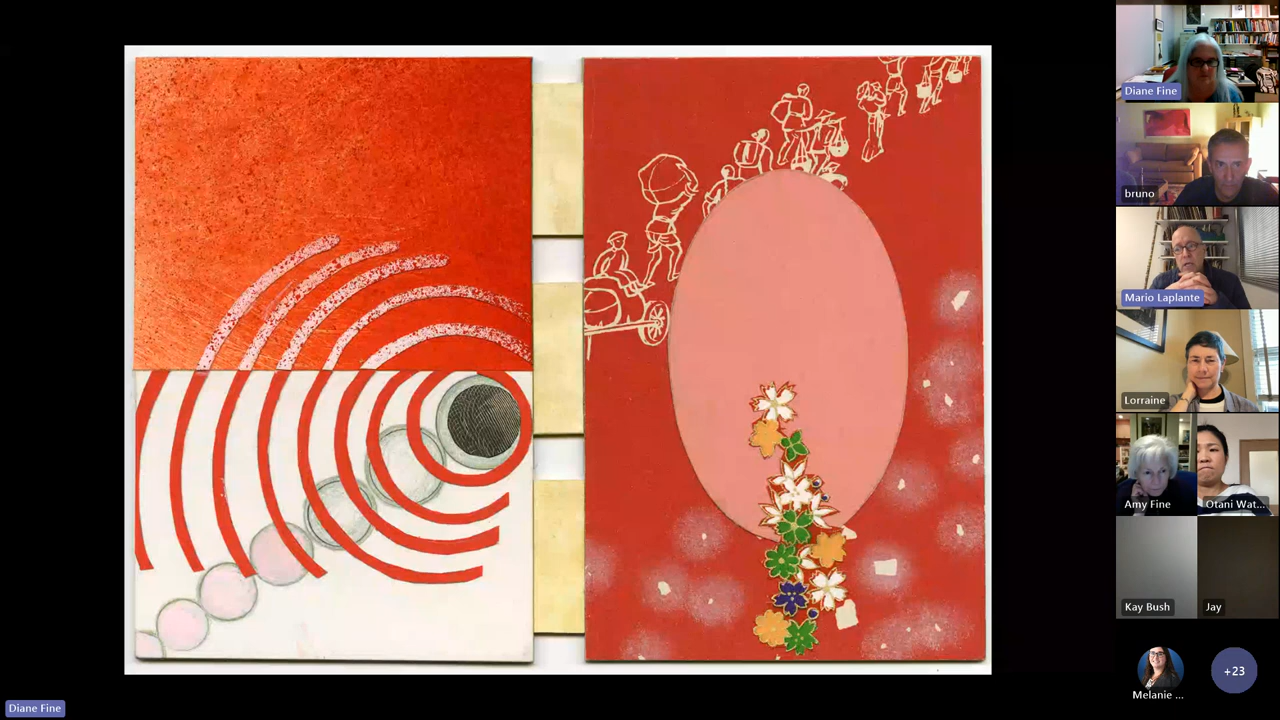 Diane Fine
bruno
Mario Laplante
Lorraine
Amy Fine
Otani Wat...
Kay Bush
Jay
Melanie ...
+23
Diane Fine